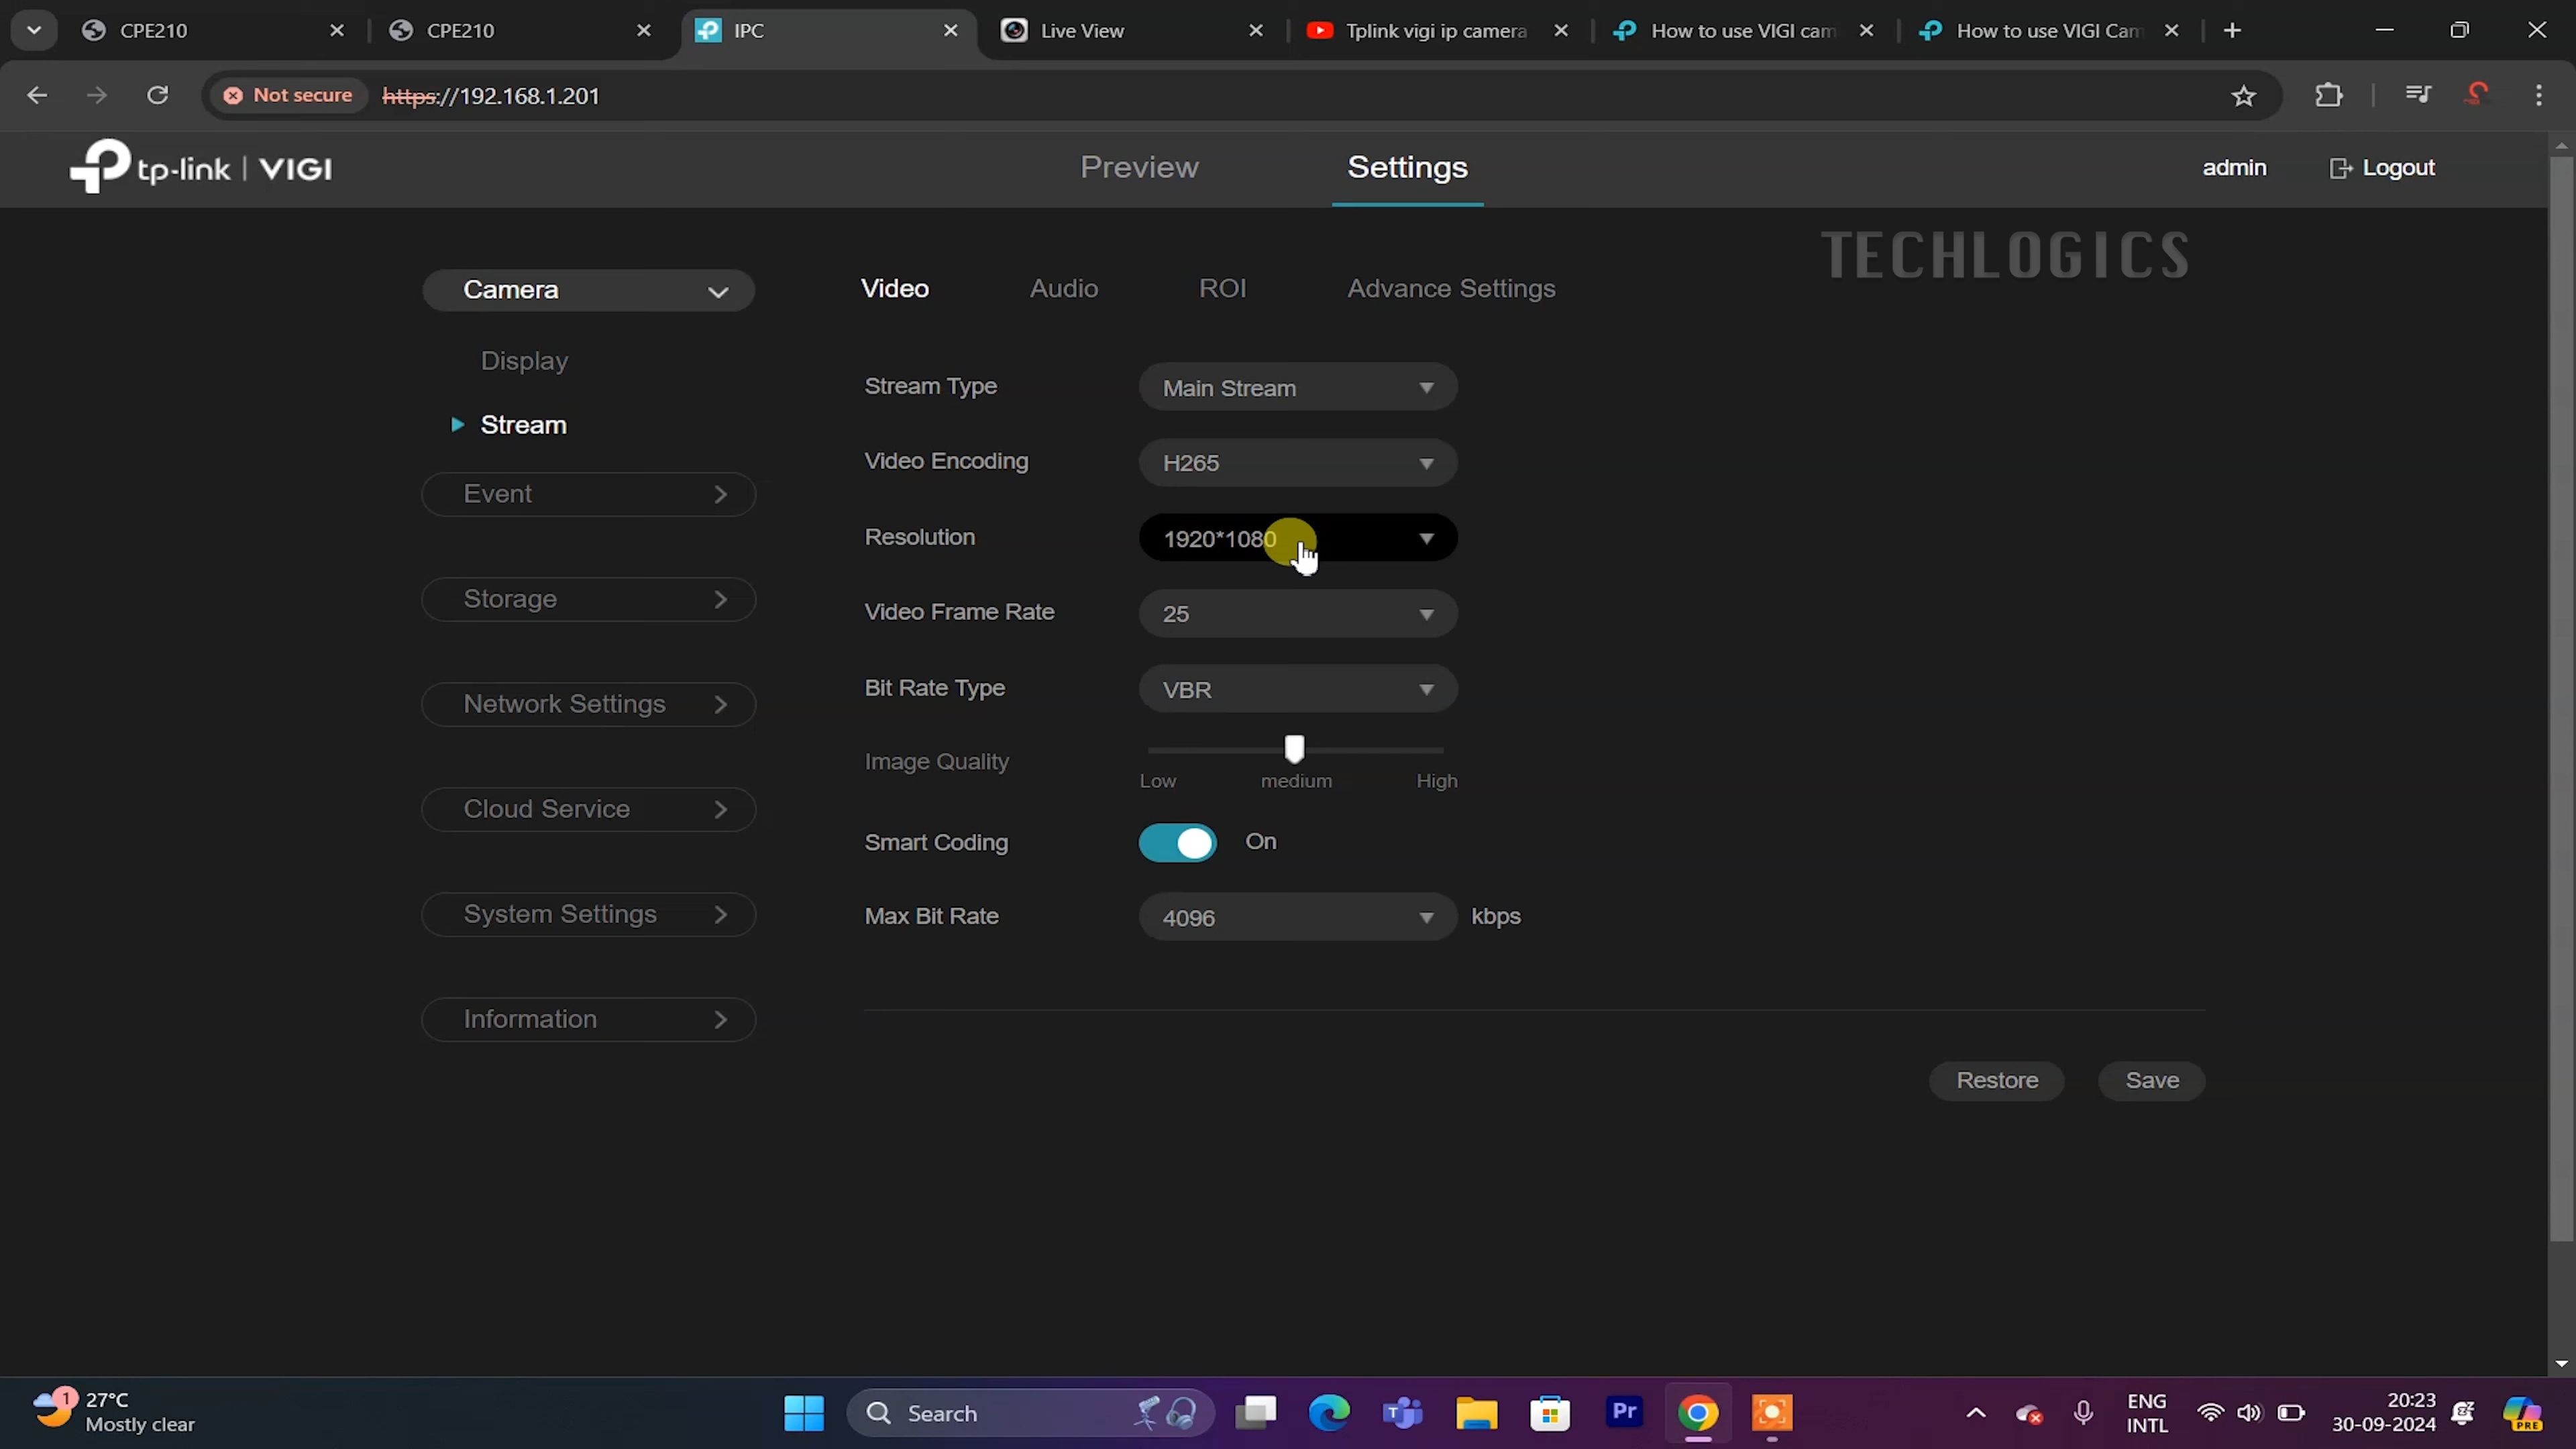 CPE210
CPE210
IPC
Live View
Tplink vigi ip camera
How to use VIGI cam
How to use VIGI Cam
Not secure
https://192.168.1.201
tp-link | VIGI
Preview
Settings
admin
Logout
TECHLOGICS
Camera
Display
Stream
Event
Storage
Network Settings
Cloud Service
System Settings
Information
Video
Audio
ROI
Advance Settings
Stream Type
Main Stream
Video Encoding
H265
Resolution
1920*1080
Video Frame Rate
25
Bit Rate Type
VBR
Image Quality
Low
medium
High
Smart Coding
On
Max Bit Rate
4096
kbps
Restore
Save
1
27°C
Mostly clear
Search
Pr
ENG
INTL
20:23
30-09-2024
PRE